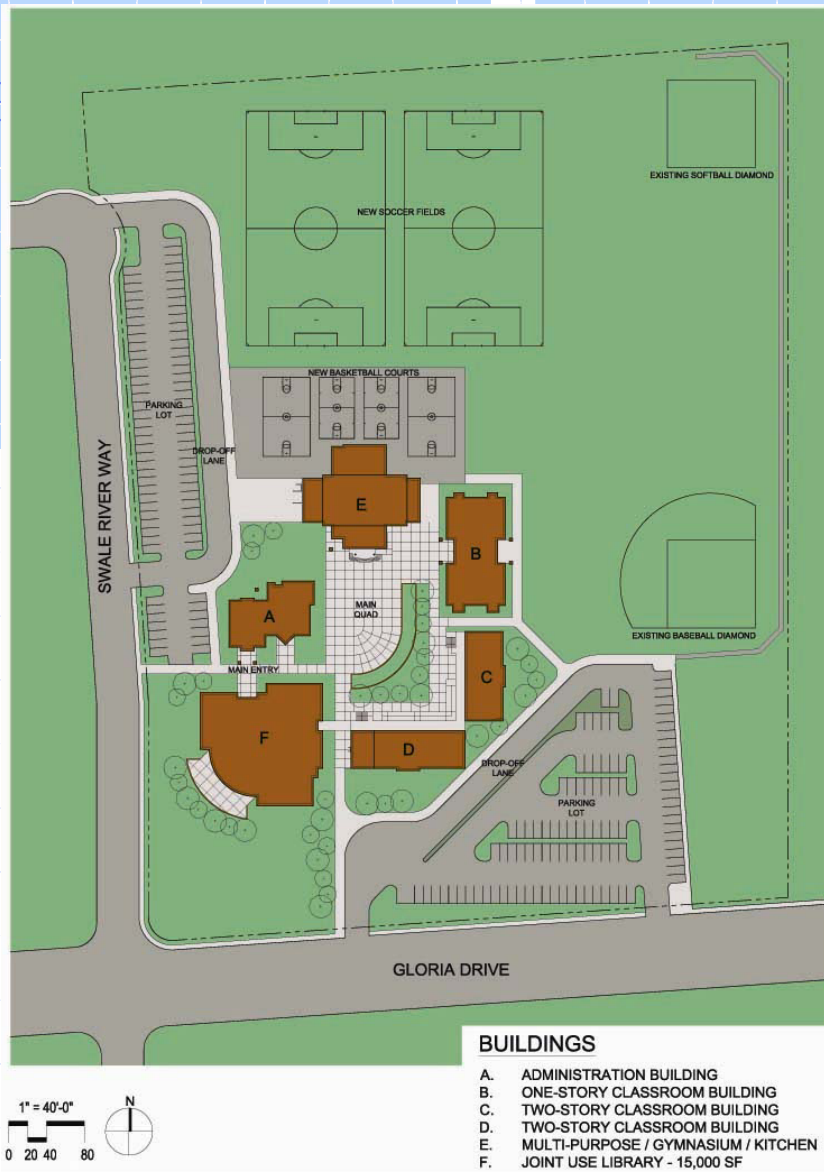 EXISTING SOFTBALL DIAMOND
NEW SOCCER FIELDS
NEW BASKETBALL COURTS
PARKING
LOT
DROP-OFF
LANE
SWALE RIVER WAY
E
B
MAIN
QUAD
A
EXISTING BASEBALL DIAMOND
MAIN ENTRY
C
F
D
DROP-OFF
LANE
PARKING
LOT
GLORIA DRIVE
BUILDINGS
A. ADMINISTRATION BUILDING
B. ONE-STORY CLASSROOM BUILDING
C. TWO-STORY CLASSROOM BUILDING
D. TWO-STORY CLASSROOM BUILDING
E. MULTI-PURPOSE / GYMNASIUM / KITCHEN
F. JOINT USE LIBRARY - 15,000 SF
1" = 40'-0"
0 20 40 80
N